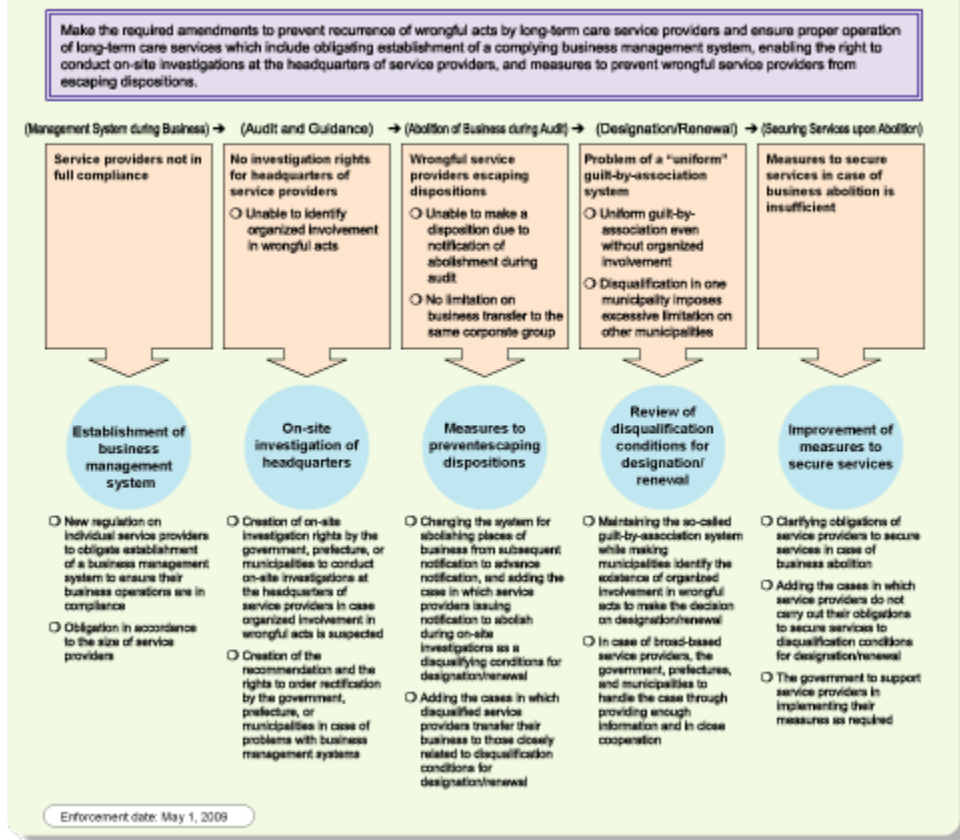 Make the required amendments to prevent recurrence of wrongful acts by long-term care service providers and ensure proper operation
of long-term care services which include obligating establishment of a complying business management system, enabling the right to
conduct on-site investigations at the headquarters of service providers, and measures to prevent wrongful service providers from
escaping dispositions.
(Management System during Business) → (Audit and Guidance) → (Abolition of Business during Audit) → (Designation/Renewal) → (Securing Services upon Abolition)
Service providers not in
full compliance
No investigation rights
for headquarters of
service providers
❍ Unable to identify
organized involvement
in wrongful acts
Wrongful service
providers escaping
dispositions
❍ Unable to make a
disposition due to
notification of
abolishment during
audit
❍ No limitation on
business transfer to the
same corporate group
Problem of a "uniform"
guilt-by-association
system
❍ Uniform guilt-by-
association even
without organized
involvement
❍ Disqualification in one
municipality imposes
excessive limitation on
other municipalities
Measures to secure
services in case of
business abolition is
insufficient
Establishment of
business
management
system
On-site
investigation of
headquarters
Measures to
preventescaping
dispositions
Review of
disqualification
conditions for
designation/
renewal
Improvement of
measures to
secure services
❍ New regulation on
individual service providers
to obligate establishment
of a business management
system to ensure their
business operations are in
compliance
❍ Obligation in accordance
to the size of service
providers
❍ Creation of on-site
investigation rights by the
government, prefecture, or
municipalities to conduct
on-site investigations at
the headquarters of
service providers in case
organized involvement in
wrongful acts is suspected
❍ Creation of the
recommendation and the
rights to order rectification
by the government,
prefecture, or
municipalities in case of
problems with business
management systems
❍ Changing the system for
abolishing places of
business from subsequent
notification to advance
notification, and adding the
case in which service
providers issuing
notification to abolish
during on-site
investigations as a
disqualifying conditions for
designation/renewal
❍ Adding the cases in which
disqualified service
providers transfer their
business to those closely
related to disqualification
conditions for
designation/renewal
❍ Maintaining the so-called
guilt-by-association system
while making
municipalities identify the
existence of organized
involvement in wrongful
acts to make the decision
on designation/renewal
❍ In case of broad-based
service providers, the
government, prefectures,
and municipalities to
handle the case through
providing enough
information and in close
cooperation
❍ Clarifying obligations of
service providers to secure
services in case of
business abolition
❍ Adding the cases in which
service providers do not
carry out their obligations
to secure services to
disqualification conditions
for designation/renewal
❍ The government to support
service providers in
implementing their
measures as required
Enforcement date: May 1, 2009